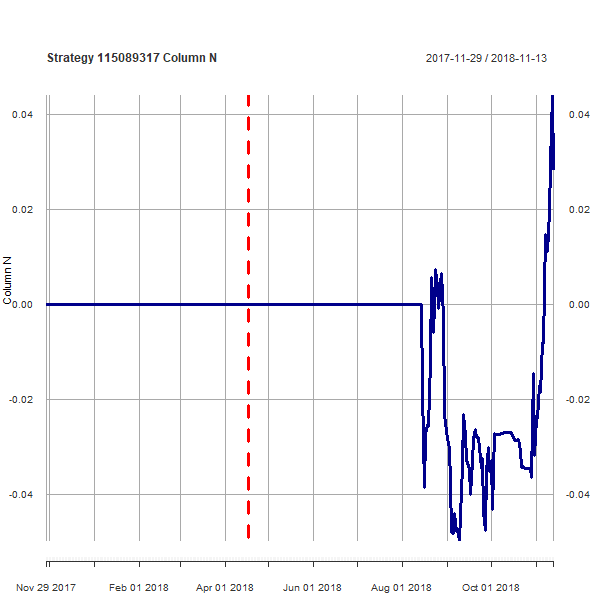 Strategy 115089317 Column N
2017-11-29 / 2018-11-13
0.04
0.04
0.02
0.02
Column N
0.00
0.00
-0.02
-0.02
-0.04
-0.04
Nov 29 2017
Feb 01 2018
Apr 01 2018
Jun 01 2018
Aug 01 2018
Oct 01 2018